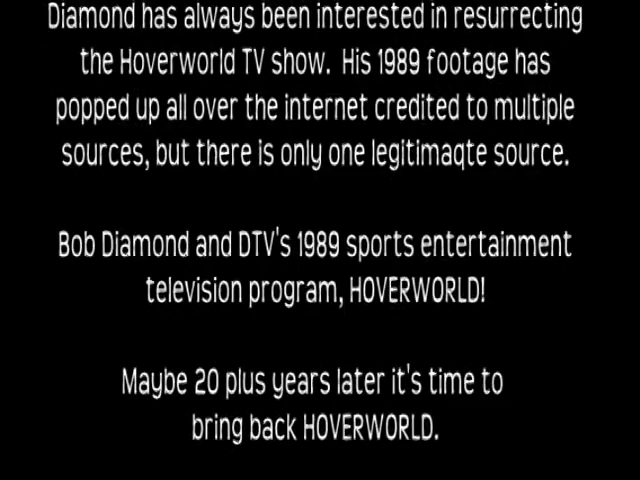 Diamond has always been interested in resurrecting
the Hoverworld TV show. His 1989 footage has
popped up all over the internet credited to multiple
sources, but there is only one legitimaqte source.
Bob Diamond and DTV's 1989 sports entertainment
television program, HOVERWORLD!
Maybe 20 plus years later it's time to
bring back HOVERWORLD.